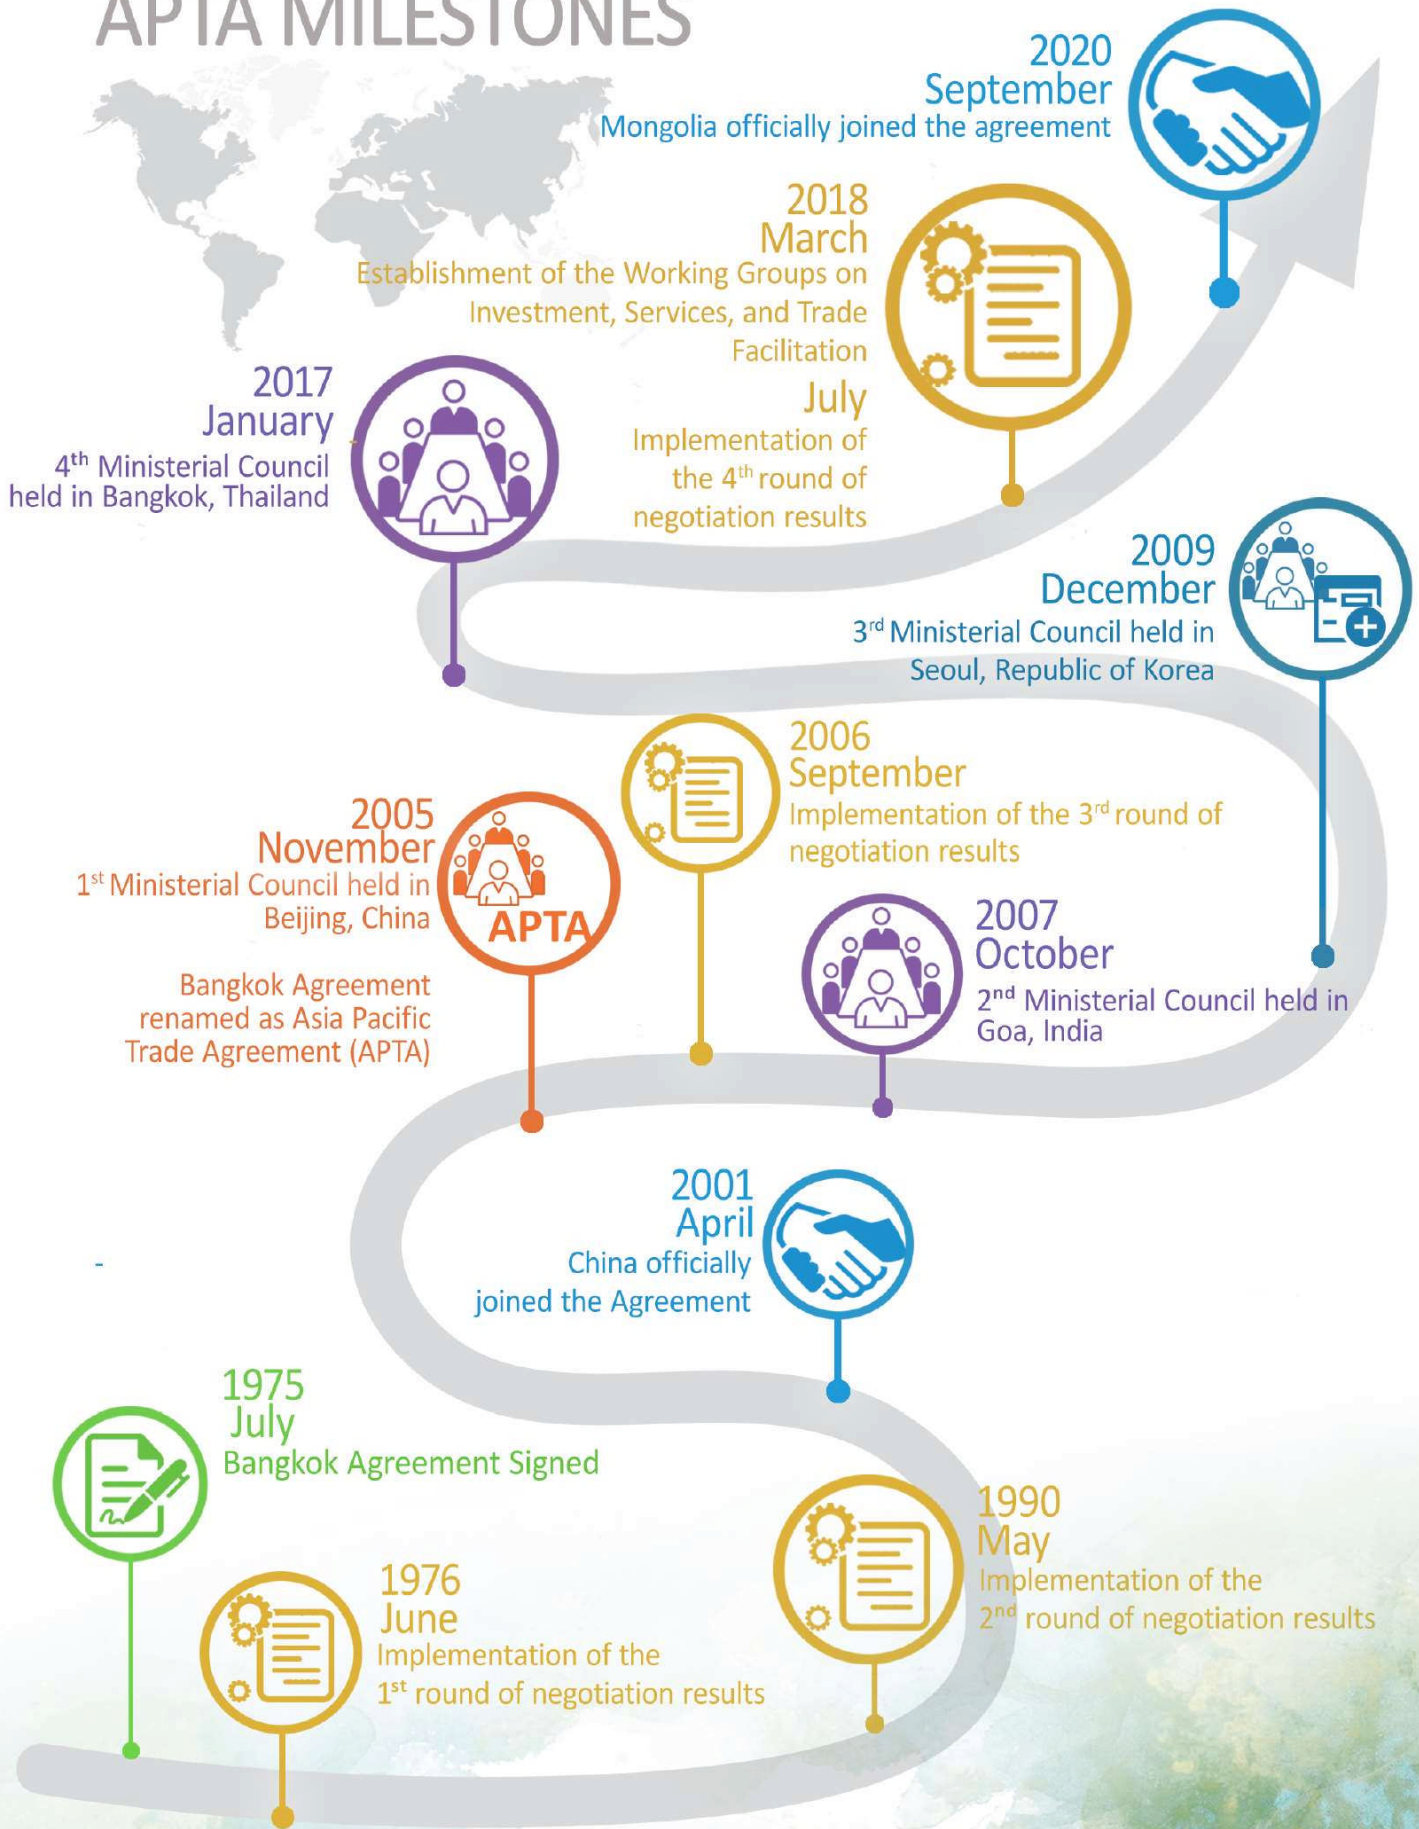 APTA MILESTONES
2020
September
Mongolia officially joined the agreement
2018
March
Establishment of the Working Groups on
Investment, Services, and Trade
Facilitation
July
Implementation of
the 4th round of
negotiation results
2017
January
4th Ministerial Council
held in Bangkok, Thailand
2009
December
3rd Ministerial Council held in
Seoul, Republic of Korea
2006
September
Implementation of the 3rd round of
negotiation results
2005
November
1st Ministerial Council held in
Beijing, China
APTA
Bangkok Agreement
renamed as Asia Pacific
Trade Agreement (APTA)
2007
October
2nd Ministerial Council held in
Goa, India
2001
April
China officially
joined the Agreement
1975
July
Bangkok Agreement Signed
1990
May
Implementation of the
2nd round of negotiation results
1976
June
Implementation of the
1st round of negotiation results